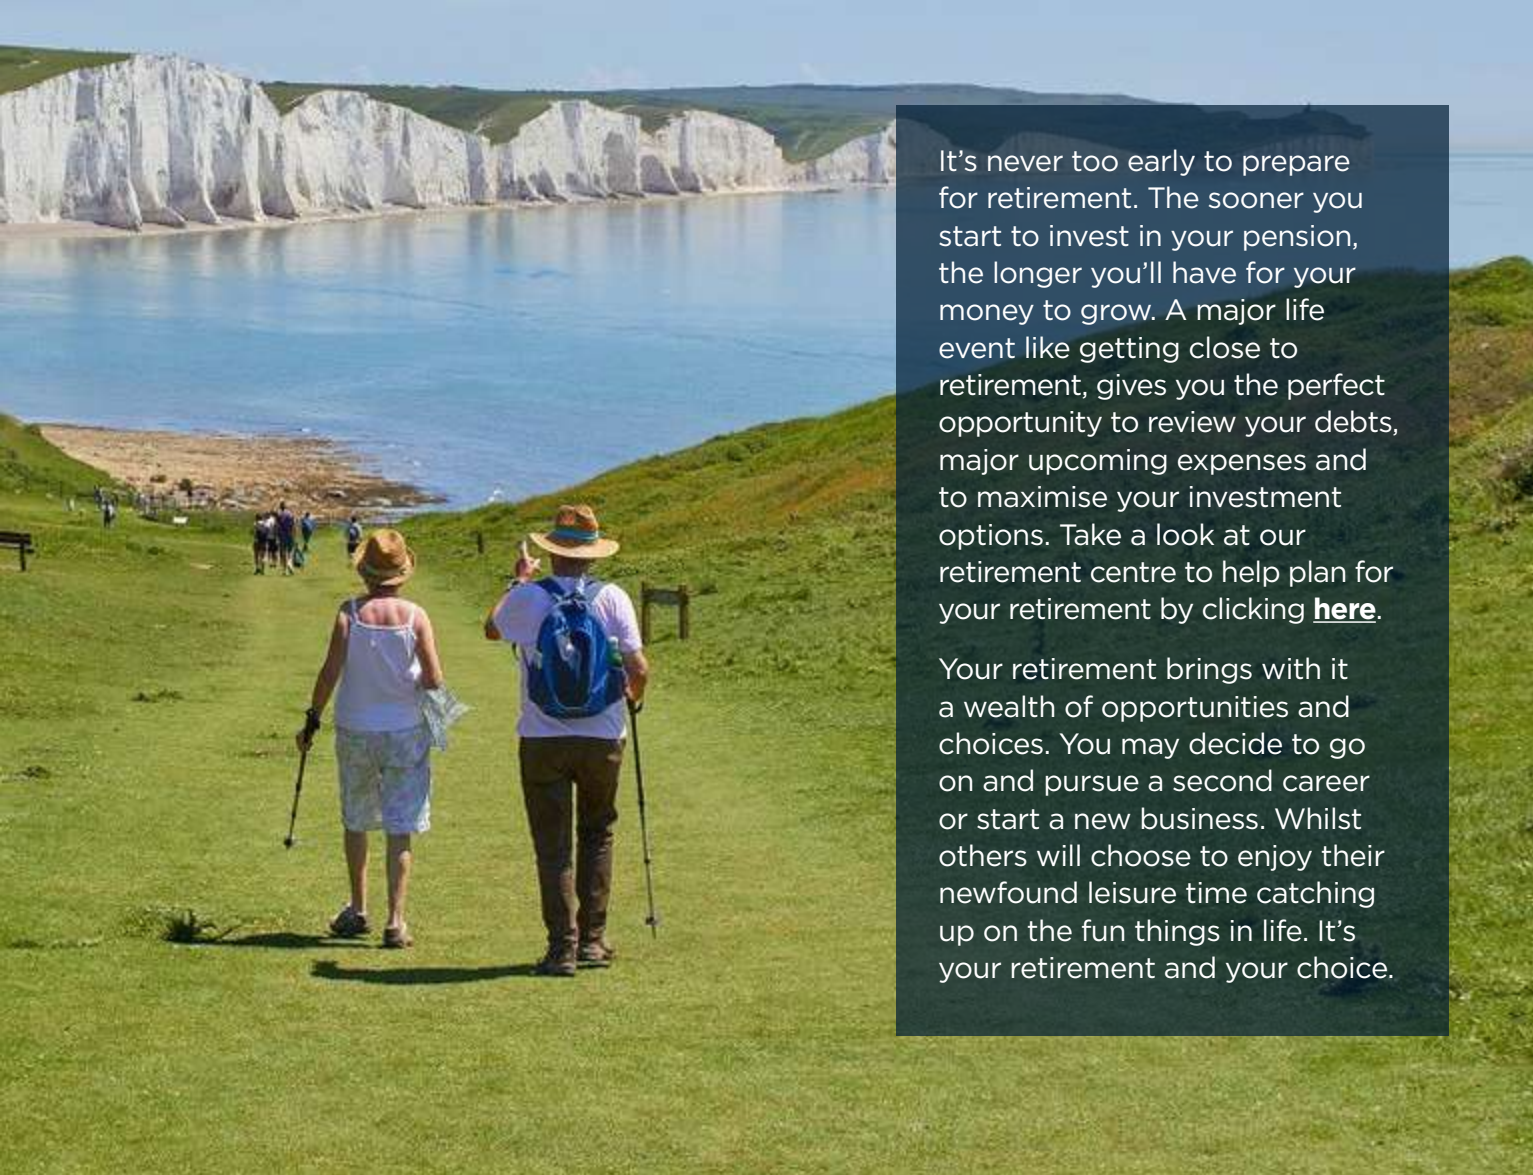 It’s never too early to prepare
for retirement. The sooner you
start to invest in your pension,
the longer you’ll have for your
money to grow. A major life
event like getting close to
retirement, gives you the perfect
opportunity to review your debts,
major upcoming expenses and
to maximise your investment
options. Take a look at our
retirement centre to help plan for
your retirement by clicking here.
Your retirement brings with it
a wealth of opportunities and
choices. You may decide to go
on and pursue a second career
or start a new business. Whilst
others will choose to enjoy their
newfound leisure time catching
up on the fun things in life. It’s
your retirement and your choice.